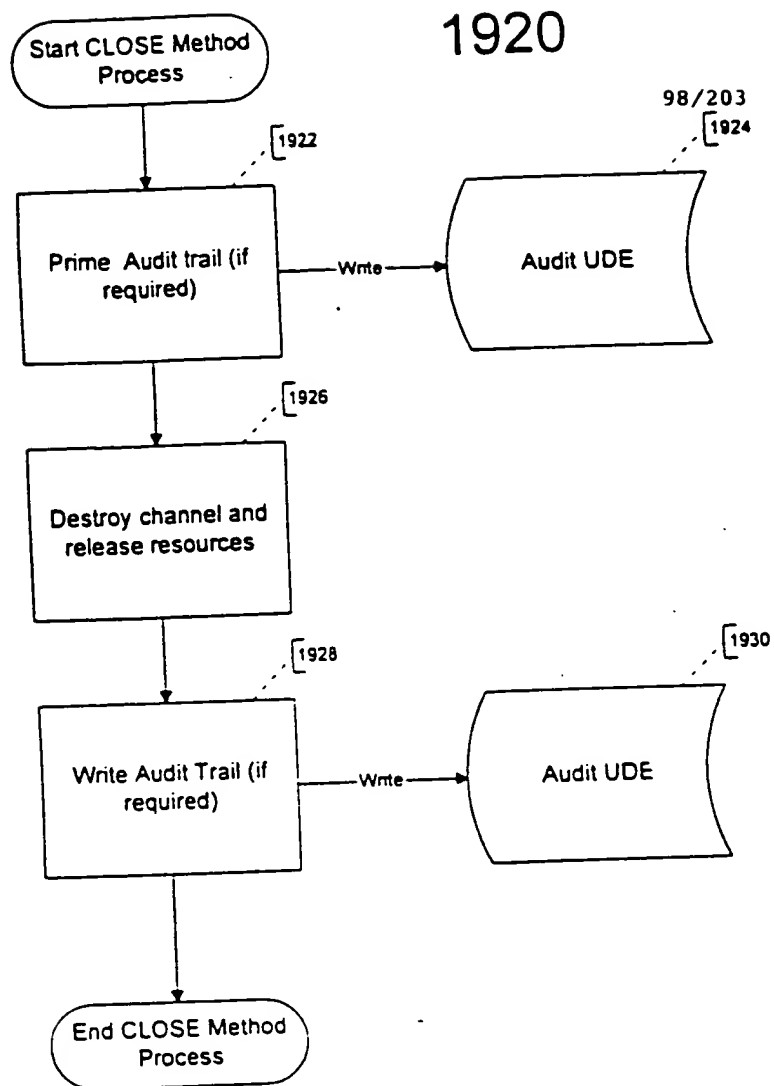 1920
Start CLOSE Method
Process
98/203
1922
1924
Prime Audit trail (if
required)
Write
Audit UDE
1926
Destroy channel and
release resources
1928
1930
Write Audit Trail (if
required)
Write
Audit UDE
End CLOSE Method
Process